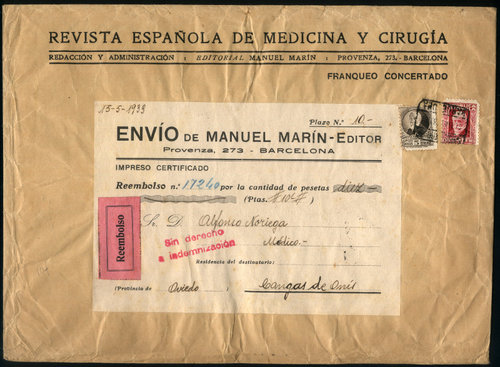 REVISTA ESPAÑOLA DE MEDICINA Y CIRUGÍA
REDACCIÓN Y ADMINISTRACIÓN : EDITORIAL MANUEL MARÍN : PROVENZA, 273.- BARCELONA
FRANQUEO CONCERTADO
15-5-1933
Plazo N.º 10.-
ENVÍO DE MANUEL MARÍN-EDITOR
Provenza, 273 - BARCELONA
IMPRESO CERTIFICADO
Reembolso n.º 17240 por la cantidad de pesetas diez
(Ptas. #10#)
Reembolso
Sr. D. Alfonso Noriega
Sin derecho
a indemnización
Médico.-
Residencia del destinatario:
(Provincia de Oviedo) Cangas de Onís